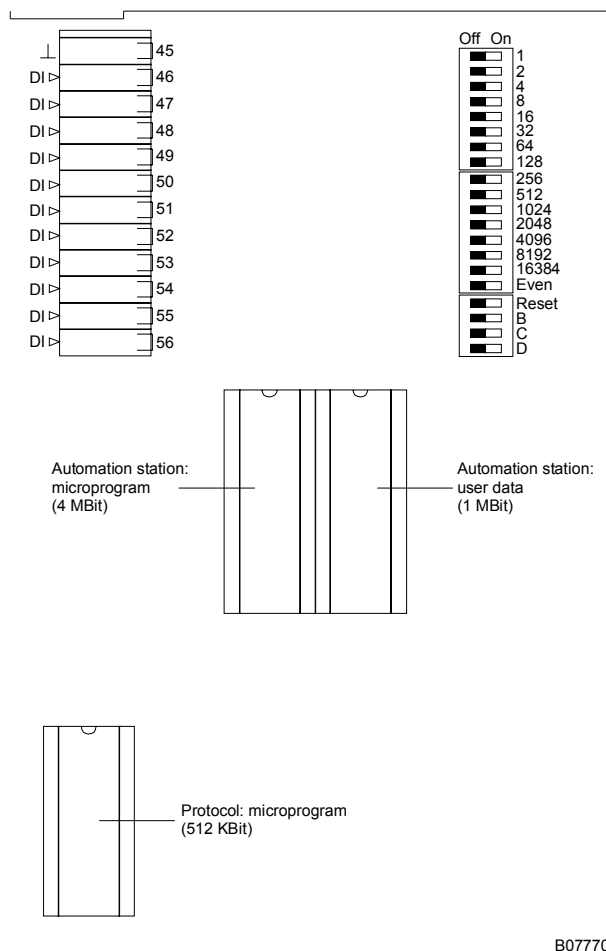 ⊥ 45
DI 46
DI 47
DI 48
DI 49
DI 50
DI 51
DI 52
DI 53
DI 54
DI 55
DI 56
Off On
1
2
4
8
16
32
64
128
256
512
1024
2048
4096
8192
16384
Even
Reset
B
C
D
Automation station:
microprogram
(4 MBit)
Automation station:
user data
(1 MBit)
Protocol: microprogram
(512 KBit)
B07770